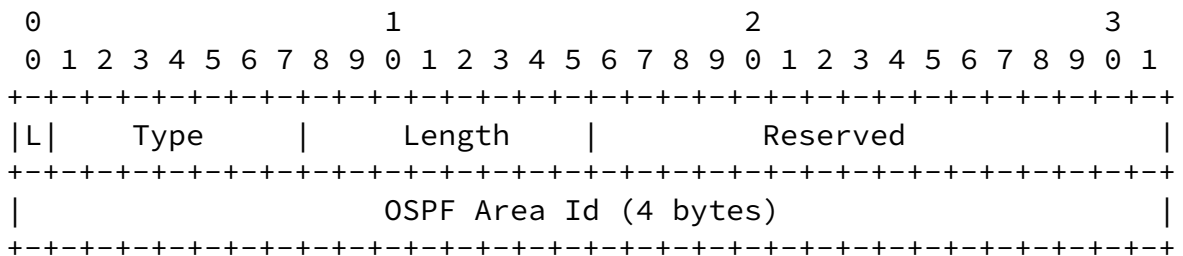 0                   1                   2                   3
 0 1 2 3 4 5 6 7 8 9 0 1 2 3 4 5 6 7 8 9 0 1 2 3 4 5 6 7 8 9 0 1
+-+-+-+-+-+-+-+-+-+-+-+-+-+-+-+-+-+-+-+-+-+-+-+-+-+-+-+-+-+-+-+-+
|L|    Type     |     Length    |         Reserved              |
+-+-+-+-+-+-+-+-+-+-+-+-+-+-+-+-+-+-+-+-+-+-+-+-+-+-+-+-+-+-+-+-+
|                    OSPF Area Id (4 bytes)                     |
+-+-+-+-+-+-+-+-+-+-+-+-+-+-+-+-+-+-+-+-+-+-+-+-+-+-+-+-+-+-+-+-+